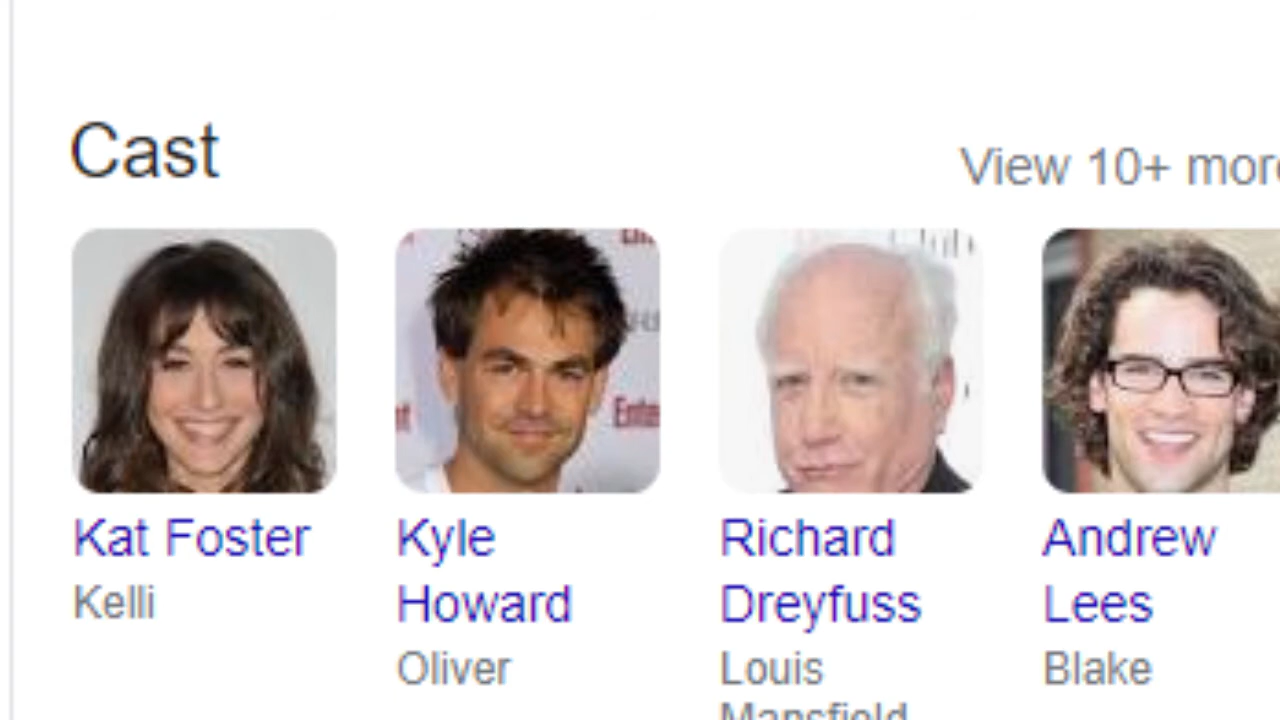 Cast
View 10+ more
Kat Foster
Kelli
Kyle
Howard
Oliver
Richard
Dreyfuss
Louis
Mansfield
Andrew
Lees
Blake